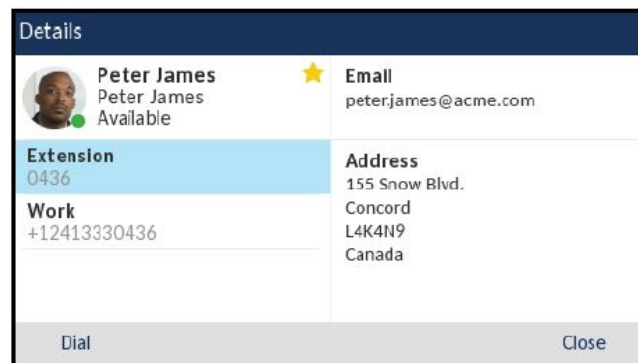 Details
Peter James
Peter James
Available
Extension
0436
Work
+12413330436
Email
peter.james@acme.com
Address
155 Snow Blvd.
Concord
L4K4N9
Canada
Dial
Close